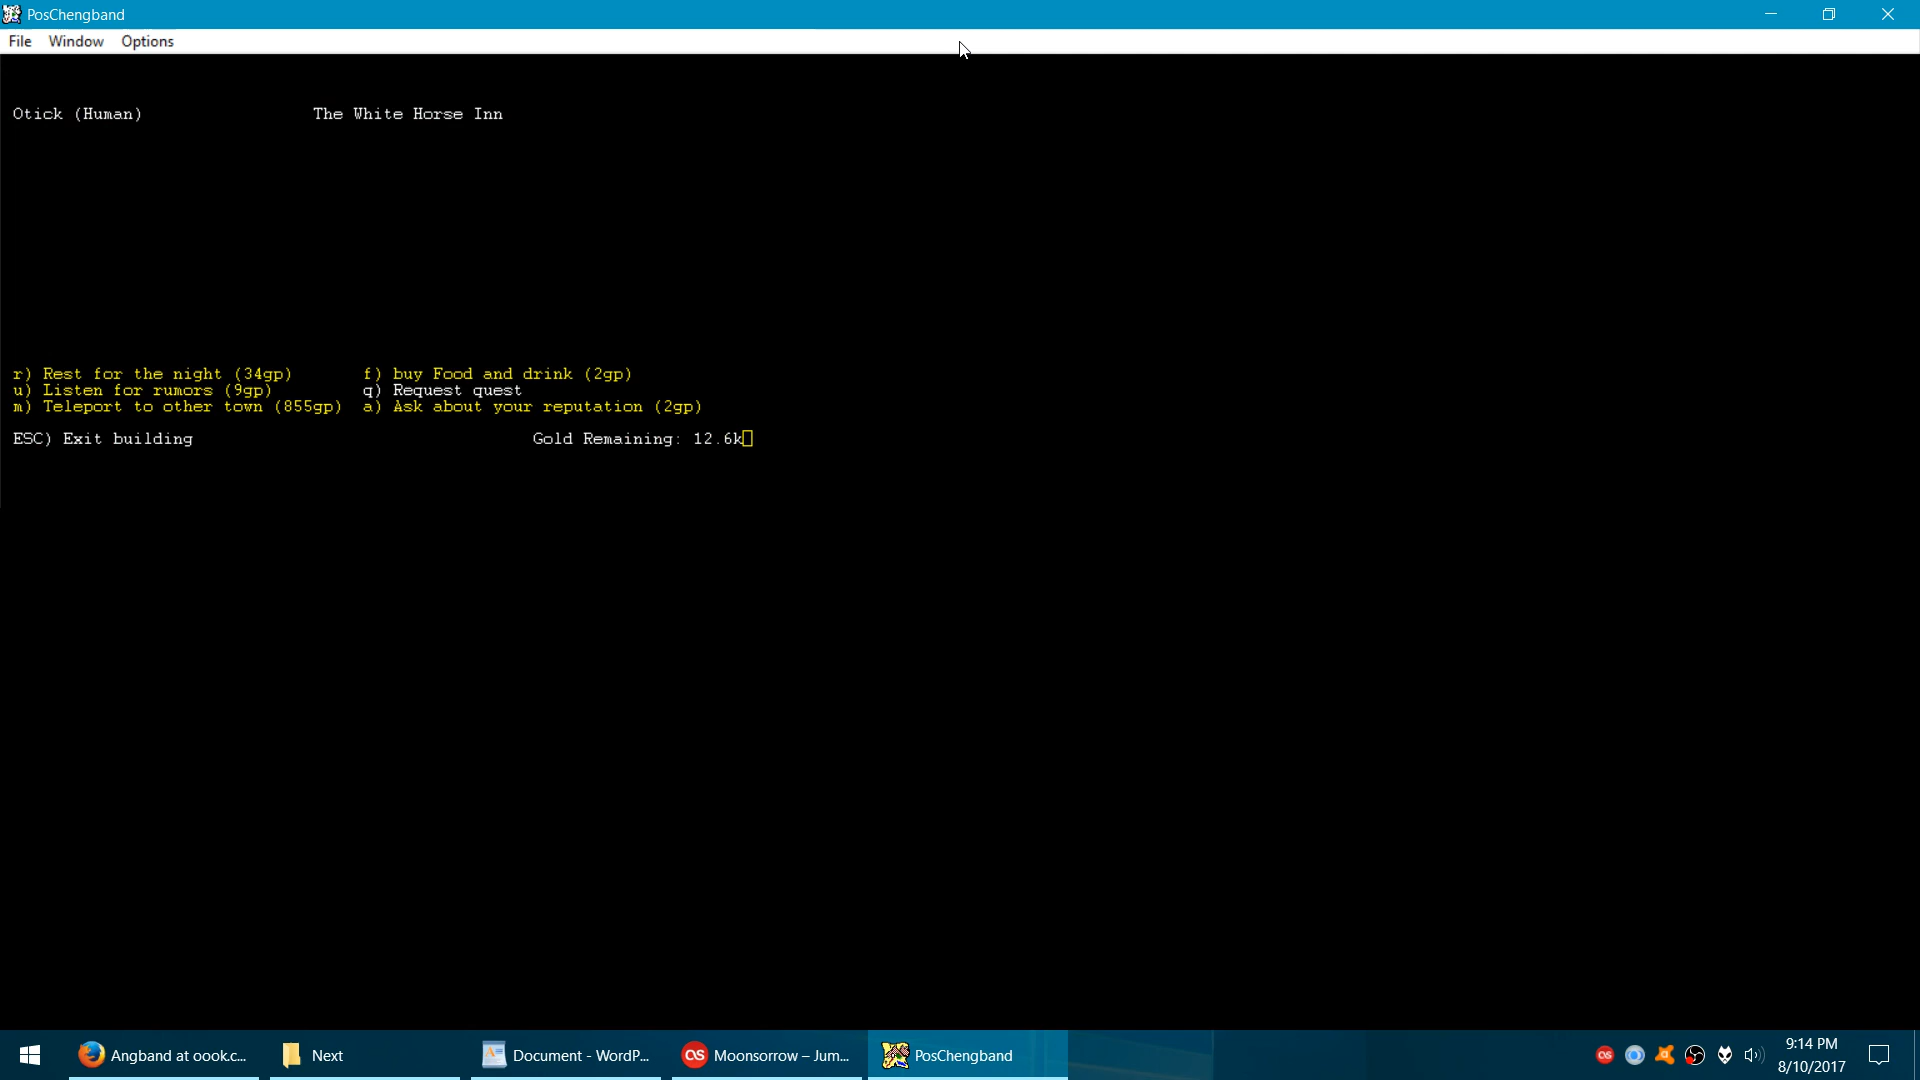 PosChengband
File Window Options
Otick (Human) The White Horse Inn
r) Rest for the night (34gp) f) buy Food and drink (2gp)
u) Listen for rumors (9gp) q) Request quest
m) Teleport to other town (855gp) a) Ask about your reputation (2gp)
ESC) Exit building Gold Remaining: 12.6k
Angband at oook.c... Next Document - WordP... Moonsorrow – Jum... PosChengband
9:14 PM
8/10/2017